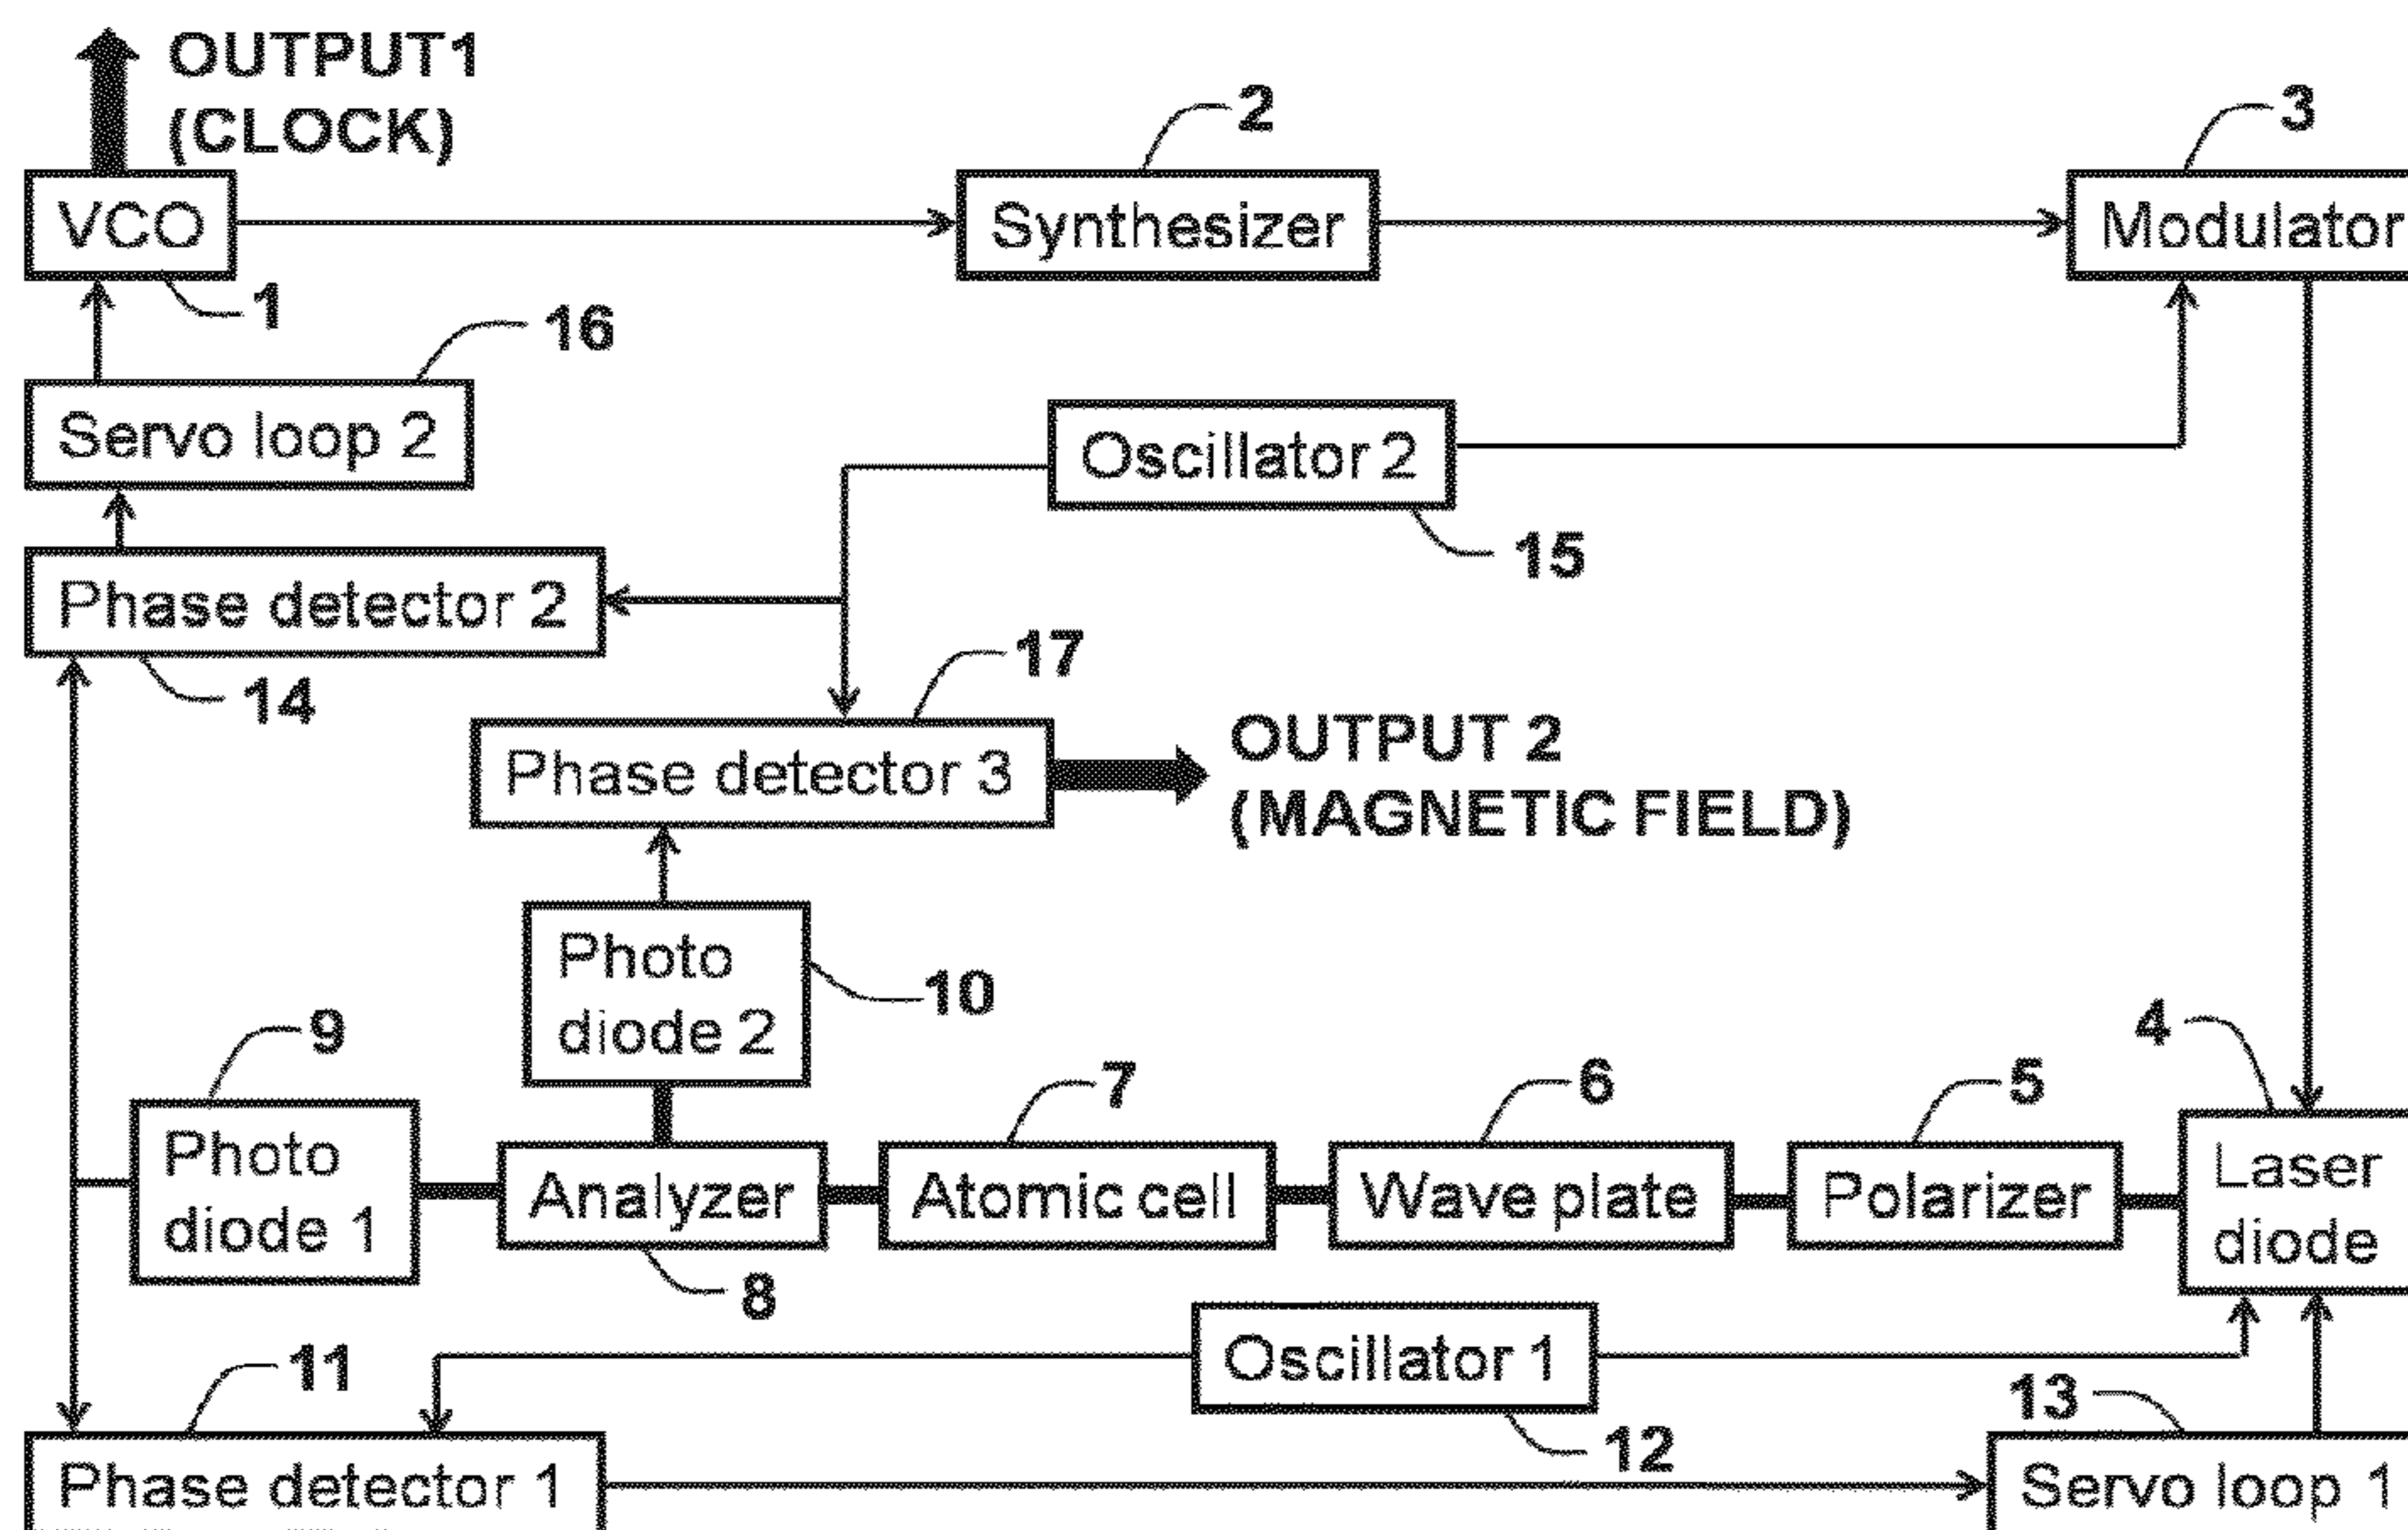 OUTPUT1
(CLOCK)
2
3
VCO
Synthesizer
Modulator
1
16
Servo loop 2
Oscillator 2
15
Phase detector 2
17
14
OUTPUT 2
Phase detector 3
(MAGNETIC FIELD)
Photo
diode 2
10
9
7
6
5
4
Photo
diode 1
Analyzer
Atomic cell
Wave plate
Polarizer
Laser
diode
8
11
Oscillator 1
13
12
Phase detector 1
Servo loop 1